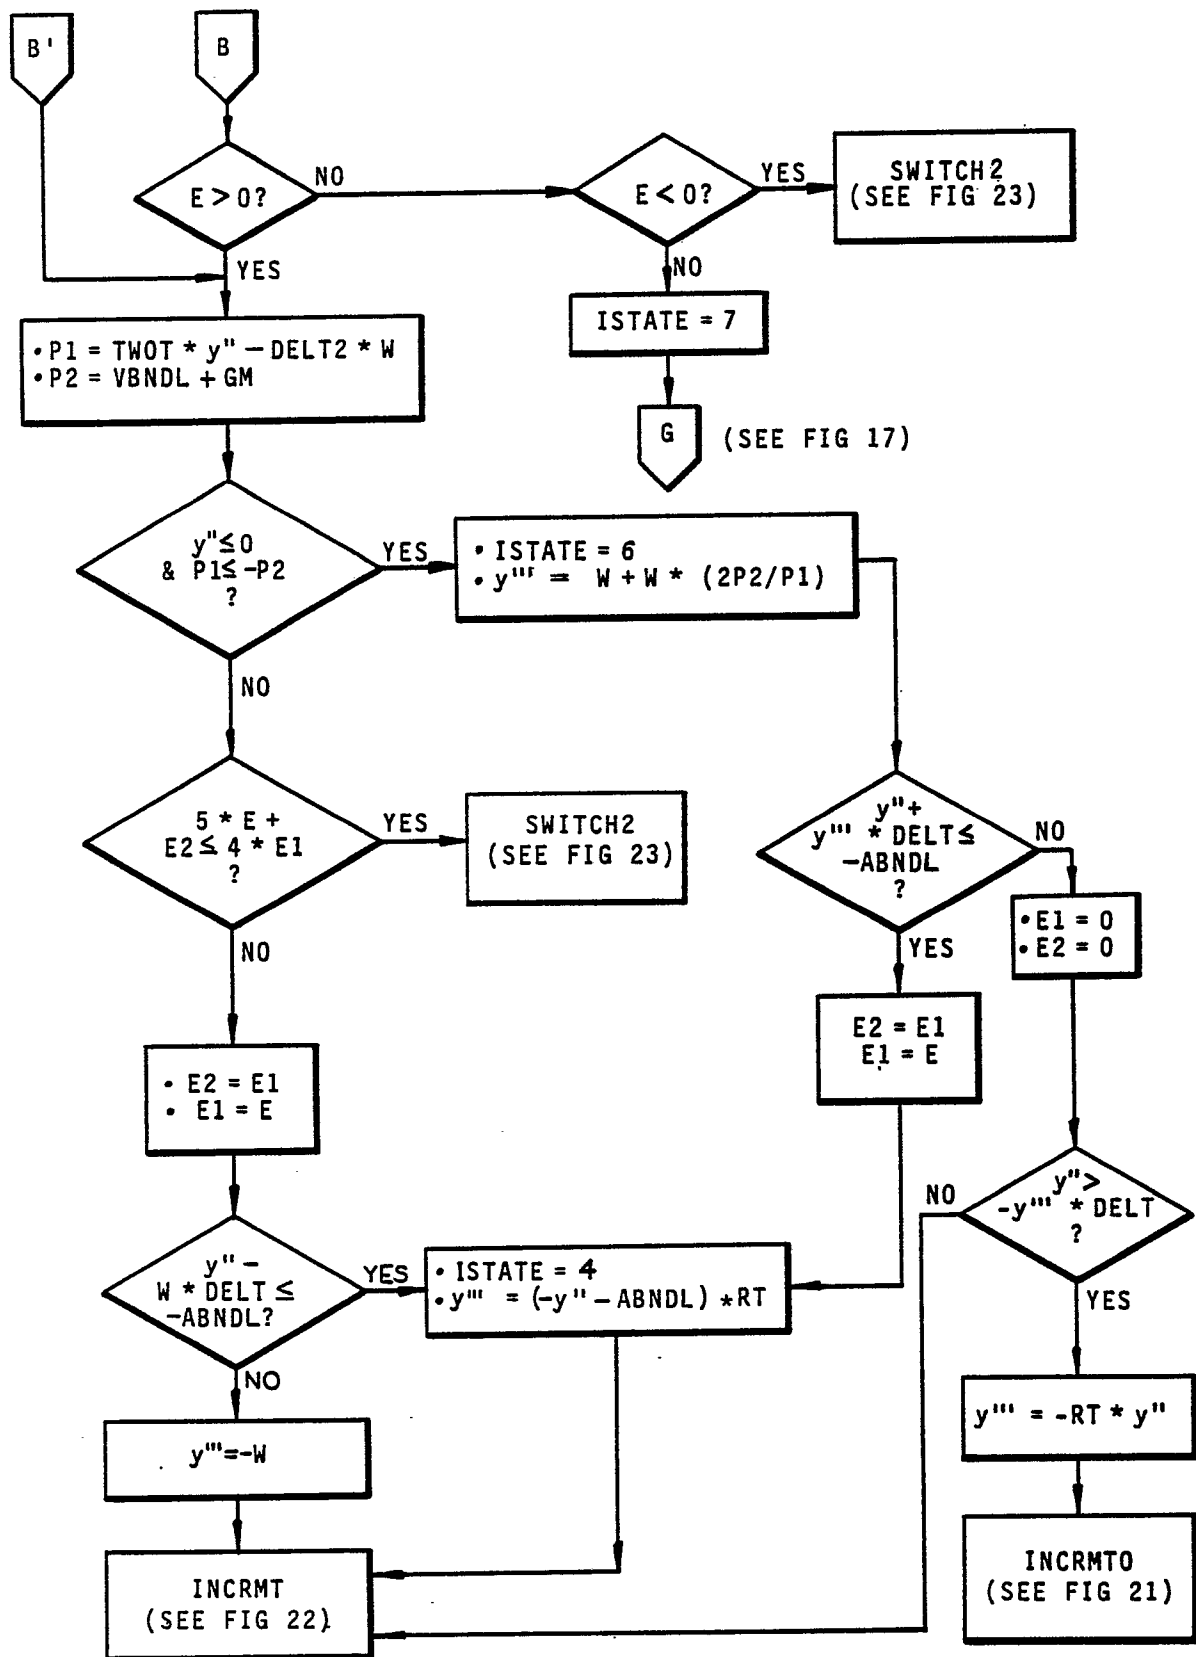 B'
B
E > 0?
NO
E < 0?
YES
SWITCH2
(SEE FIG 23)
YES
NO
ISTATE = 7
• P1 = TWOT * y'' – DELT2 * W
• P2 = VBNDL + GM
G
(SEE FIG 17)
y'' ≤ 0
& P1 ≤ -P2
?
YES
• ISTATE = 6
• y''' = W + W * (2P2/P1)
NO
5 * E +
E2 ≤ 4 * E1
?
YES
SWITCH2
(SEE FIG 23)
y'' +
y''' * DELT ≤
-ABNDL
?
NO
• E1 = 0
• E2 = 0
NO
YES
E2 = E1
E1 = E
• E2 = E1
• E1 = E
y'' >
-y''' * DELT
?
NO
YES
y'' –
W * DELT ≤
-ABNDL?
YES
• ISTATE = 4
• y''' = (-y'' – ABNDL) * RT
NO
y''' = -W
y''' = -RT * y''
INCRMT
(SEE FIG 22)
INCRMTO
(SEE FIG 21)